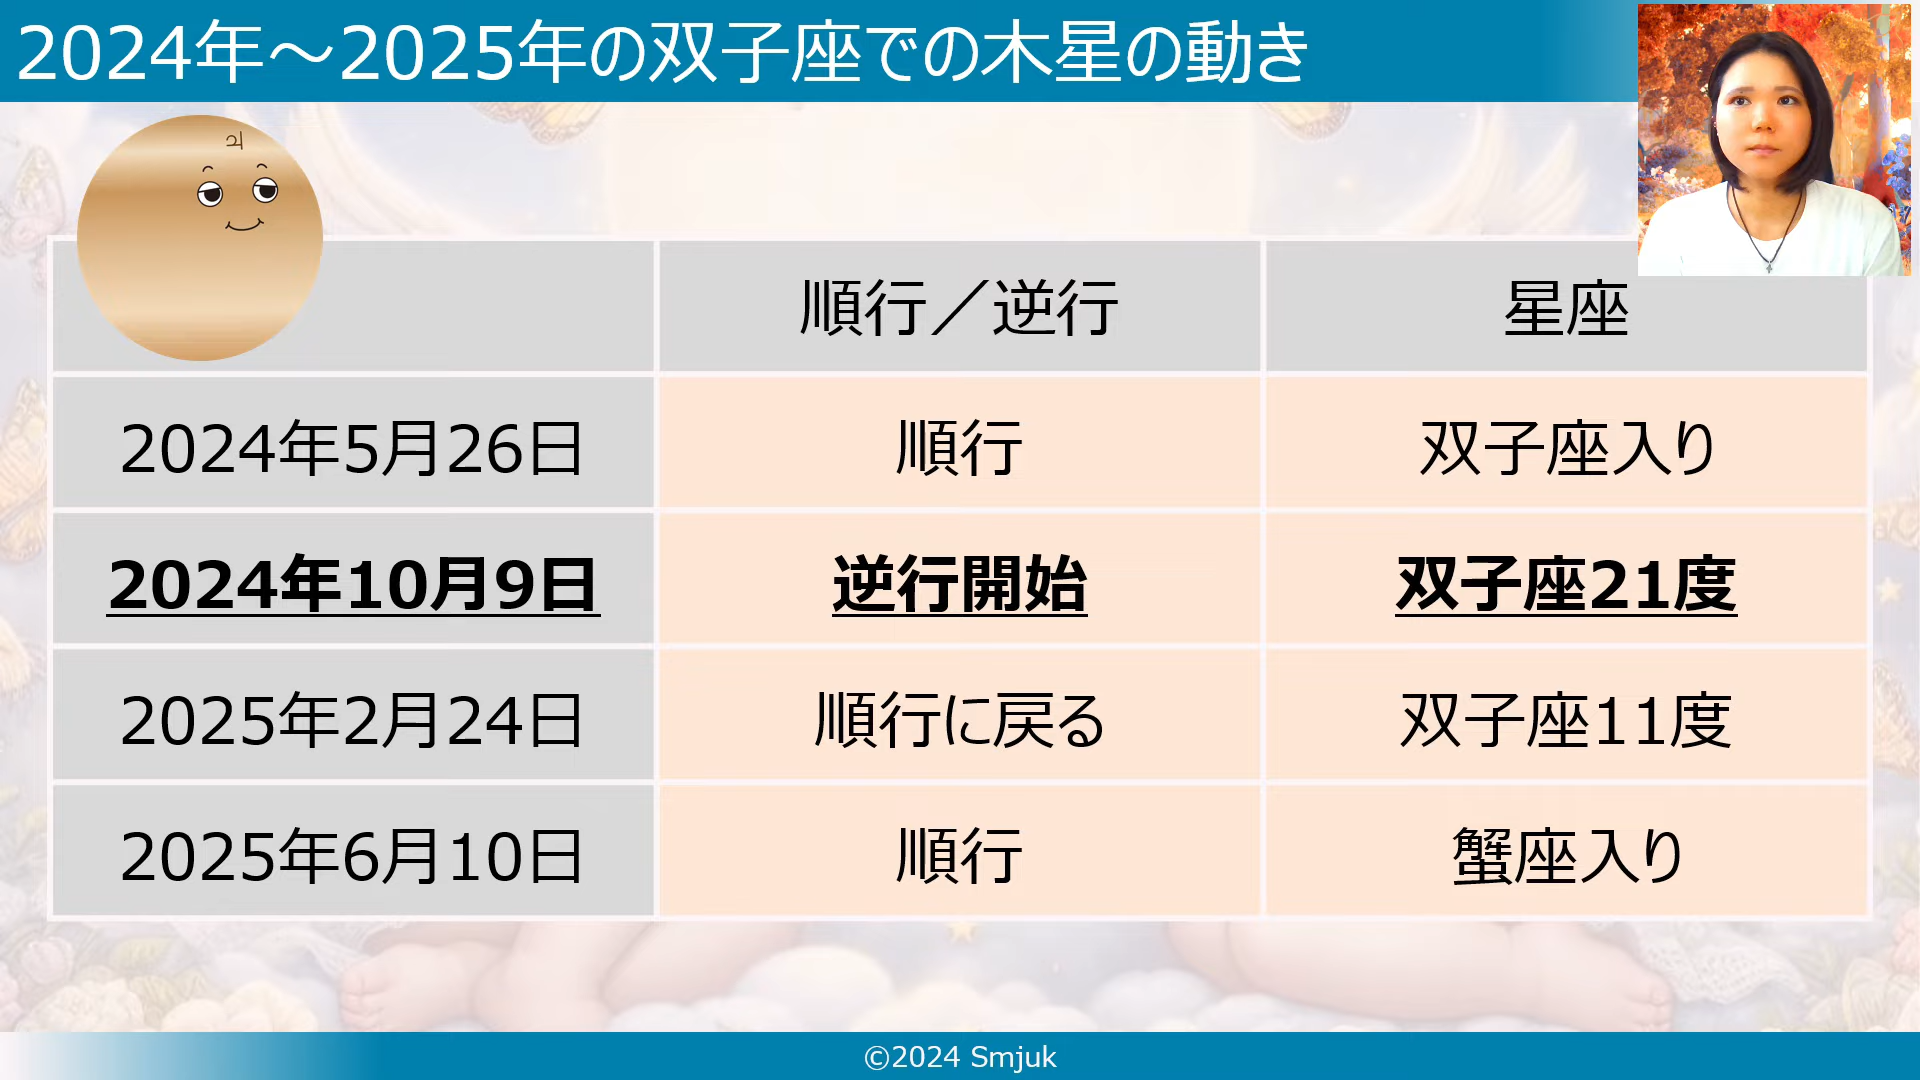 2024年～2025年の双子座での木星の動き
♃
順行／逆行
星座
2024年5月26日
順行
双子座入り
2024年10月9日
逆行開始
双子座21度
2025年2月24日
順行に戻る
双子座11度
2025年6月10日
順行
蟹座入り
©2024 Smjuk